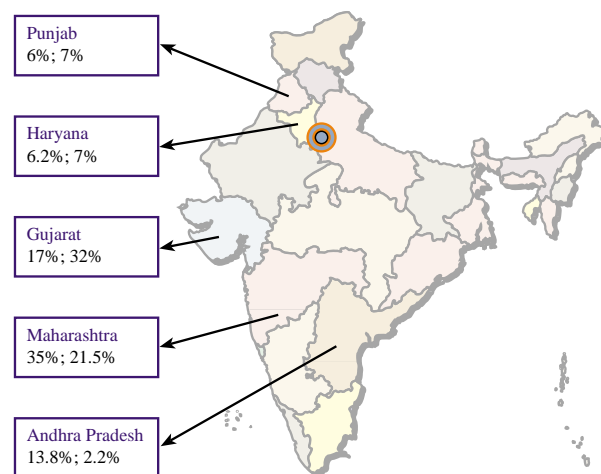 Punjab
6%; 7%
Haryana
6.2%; 7%
Gujarat
17%; 32%
Maharashtra
35%; 21.5%
Andhra Pradesh
13.8%; 2.2%